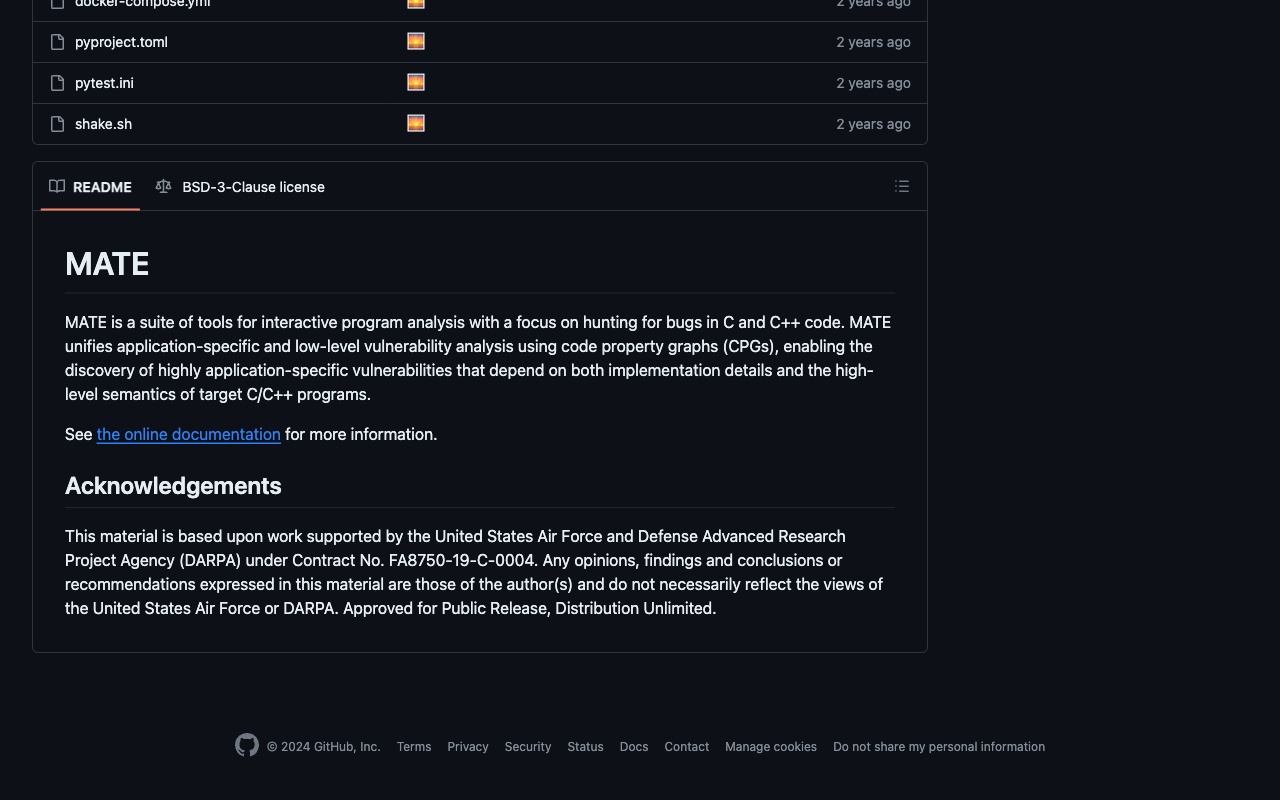 docker-compose.yml 2 years ago
pyproject.toml 2 years ago
pytest.ini 2 years ago
shake.sh 2 years ago
README BSD-3-Clause license
MATE
MATE is a suite of tools for interactive program analysis with a focus on hunting for bugs in C and C++ code. MATE
unifies application-specific and low-level vulnerability analysis using code property graphs (CPGs), enabling the
discovery of highly application-specific vulnerabilities that depend on both implementation details and the high-
level semantics of target C/C++ programs.
See the online documentation for more information.
Acknowledgements
This material is based upon work supported by the United States Air Force and Defense Advanced Research
Project Agency (DARPA) under Contract No. FA8750-19-C-0004. Any opinions, findings and conclusions or
recommendations expressed in this material are those of the author(s) and do not necessarily reflect the views of
the United States Air Force or DARPA. Approved for Public Release, Distribution Unlimited.
© 2024 GitHub, Inc. Terms Privacy Security Status Docs Contact Manage cookies Do not share my personal information